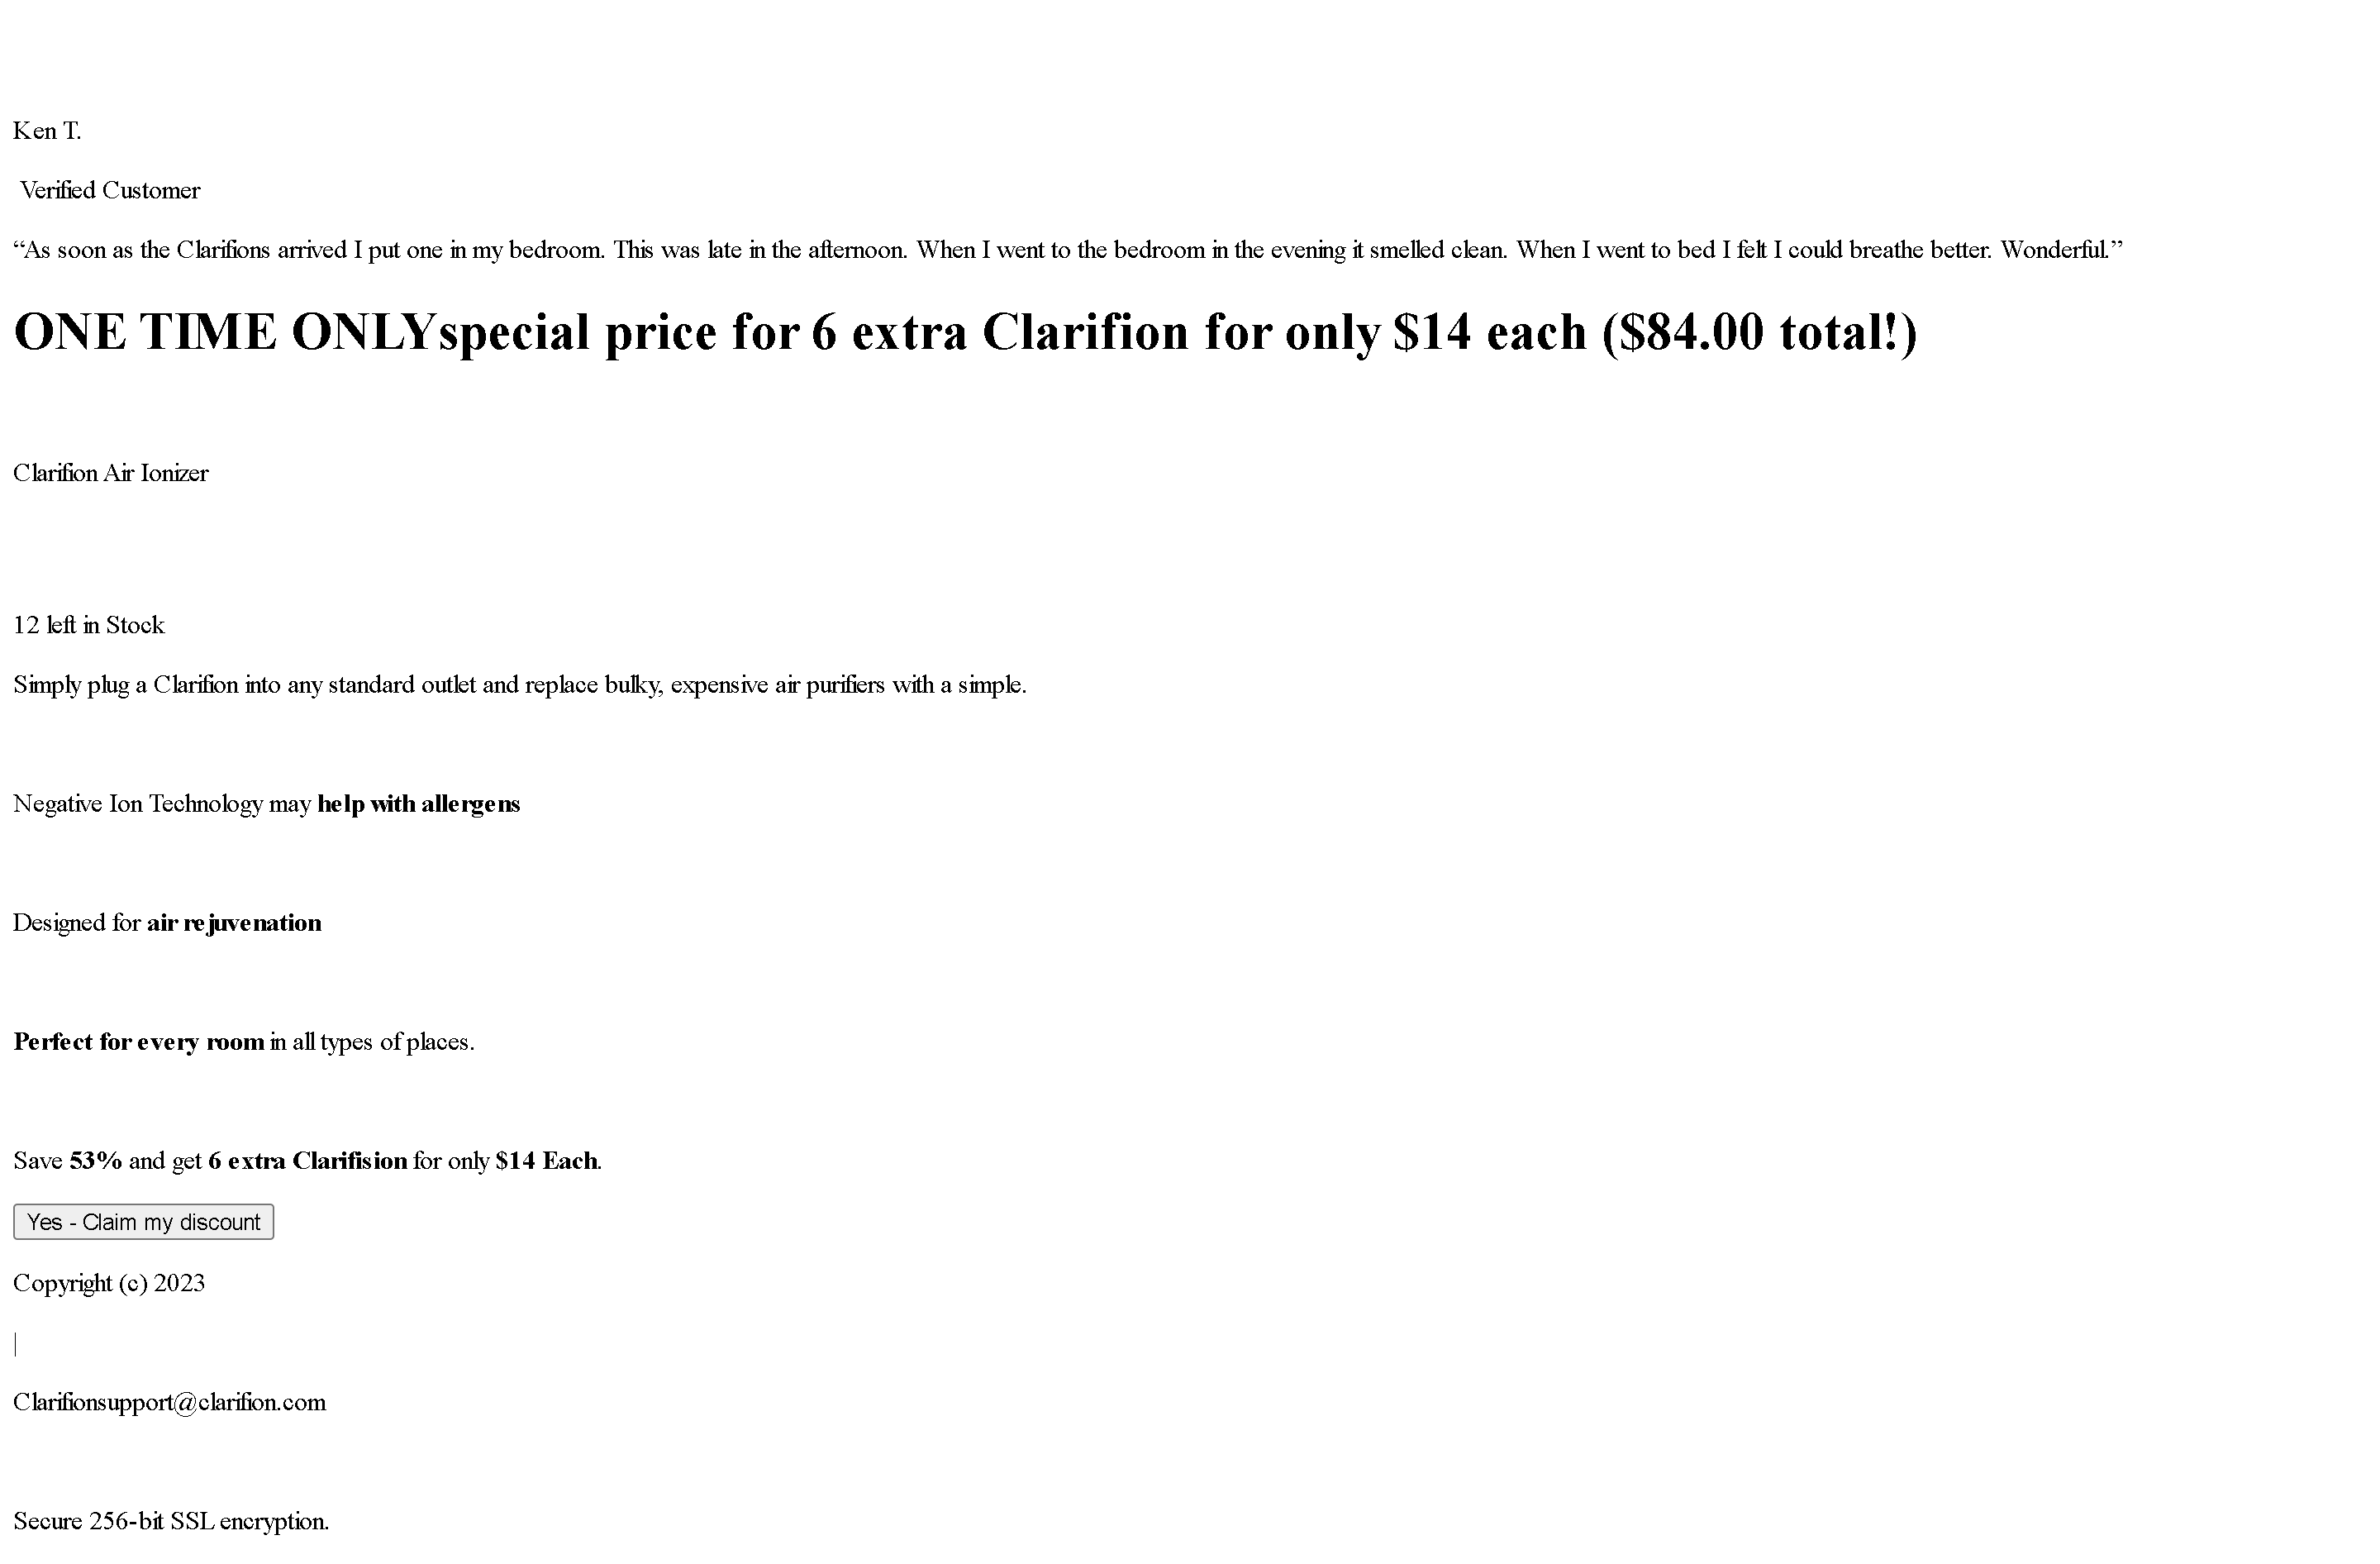 Ken T.
Verified Customer
“As soon as the Clarifions arrived I put one in my bedroom. This was late in the afternoon. When I went to the bedroom in the evening it smelled clean. When I went to bed I felt I could breathe better. Wonderful.”
ONE TIME ONLYspecial price for 6 extra Clarifion for only $14 each ($84.00 total!)
Clarifion Air Ionizer
12 left in Stock
Simply plug a Clarifion into any standard outlet and replace bulky, expensive air purifiers with a simple.
Negative Ion Technology may help with allergens
Designed for air rejuvenation
Perfect for every room in all types of places.
Save 53% and get 6 extra Clarifision for only $14 Each.
Yes - Claim my discount
Copyright (c) 2023
|
Clarifionsupport@clarifion.com
Secure 256-bit SSL encryption.